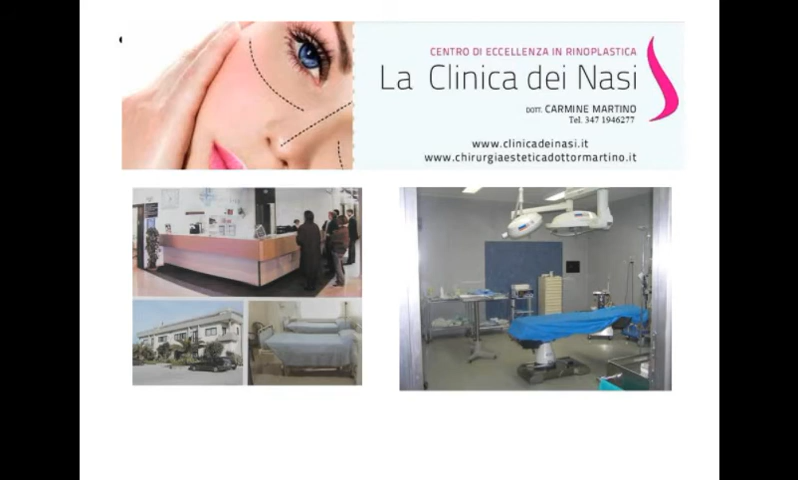 CENTRO DI ECCELLENZA IN RINOPLASTICA
La Clinica dei Nasi
DOTT. CARMINE MARTINO
Tel. 347 1946277
www.clinicadeinasi.it
www.chirurgiaesteticadottormartino.it